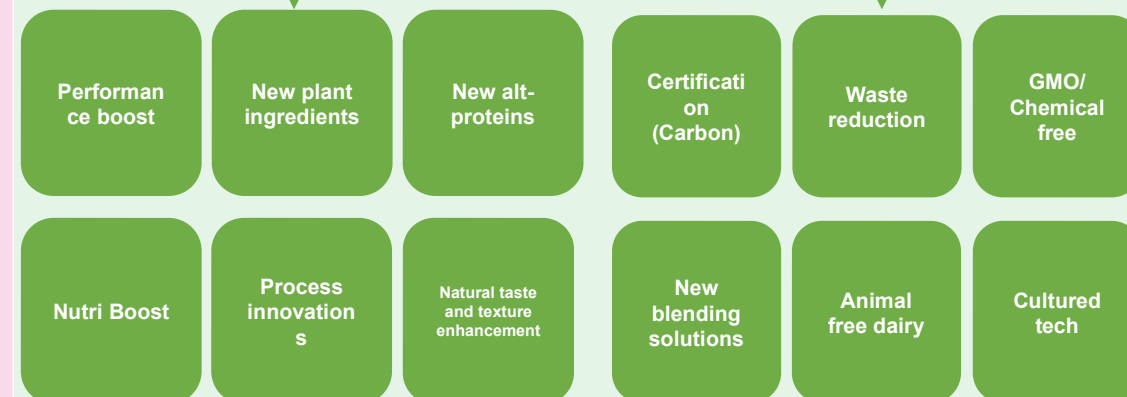 Performan
ce boost
New plant
ingredients
New alt-
proteins
Certificati
on
(Carbon)
Waste
reduction
GMO/
Chemical
free
Nutri Boost
Process
innovation
s
Natural taste
and texture
enhancement
New
blending
solutions
Animal
free dairy
Cultured
tech